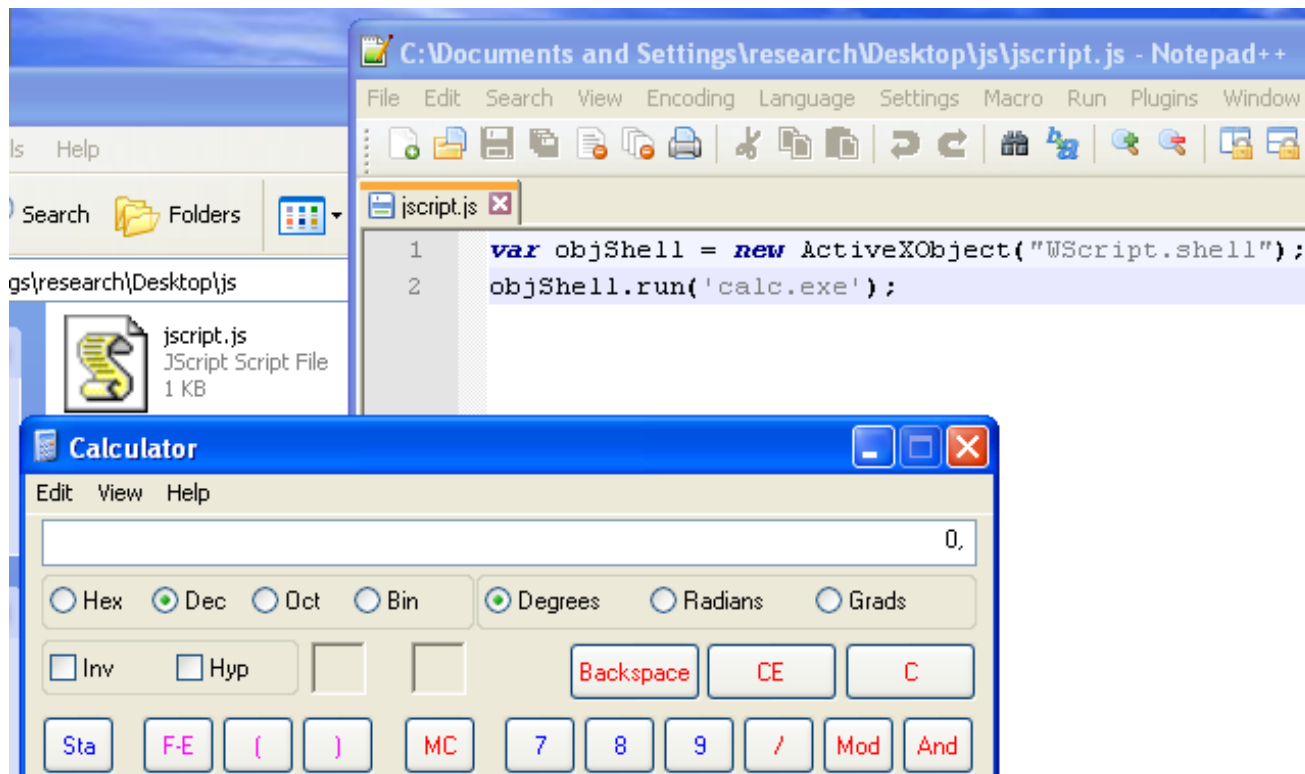 C:\Documents and Settings\research\Desktop\js\jscript.js - Notepad++
File Edit Search View Encoding Language Settings Macro Run Plugins Window
ls Help
Search Folders
jscript.js
1 var objShell = new ActiveXObject("WScript.shell");
2 objShell.run('calc.exe');
gs\research\Desktop\js
jscript.js
JScript Script File
1 KB
Calculator
Edit View Help
0,
Hex Dec Oct Bin Degrees Radians Grads
Inv Hyp Backspace CE C
Sta F-E ( ) MC 7 8 9 / Mod And